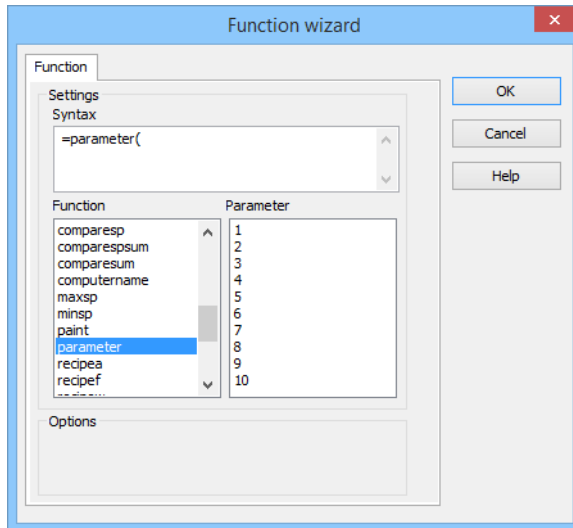 Function wizard
Function
Settings
Syntax
=parameter(
Function
Parameter
comparesp
comparespsum
comparesum
computername
maxsp
minsp
paint
parameter
recipea
recipef
1
2
3
4
5
6
7
8
9
10
Options
OK
Cancel
Help